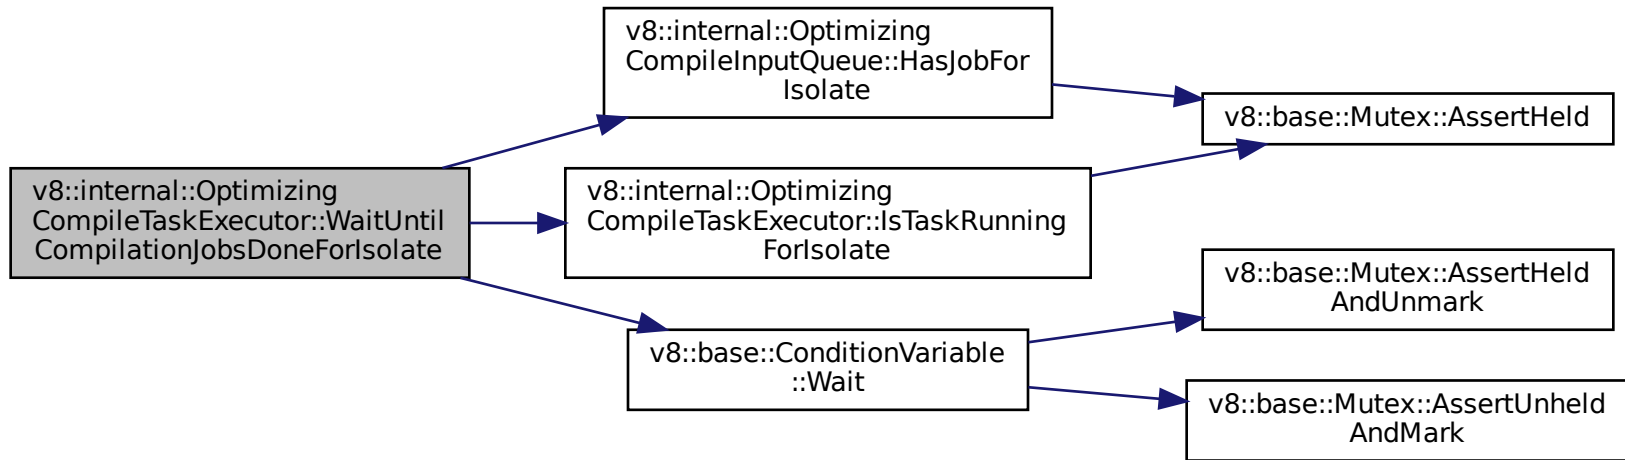 v8::internal::Optimizing
CompileTaskExecutor::WaitUntil
CompilationJobsDoneForIsolate
v8::internal::Optimizing
CompileInputQueue::HasJobFor
Isolate
v8::internal::Optimizing
CompileTaskExecutor::IsTaskRunning
ForIsolate
v8::base::ConditionVariable
::Wait
v8::base::Mutex::AssertHeld
v8::base::Mutex::AssertHeld
AndUnmark
v8::base::Mutex::AssertUnheld
AndMark